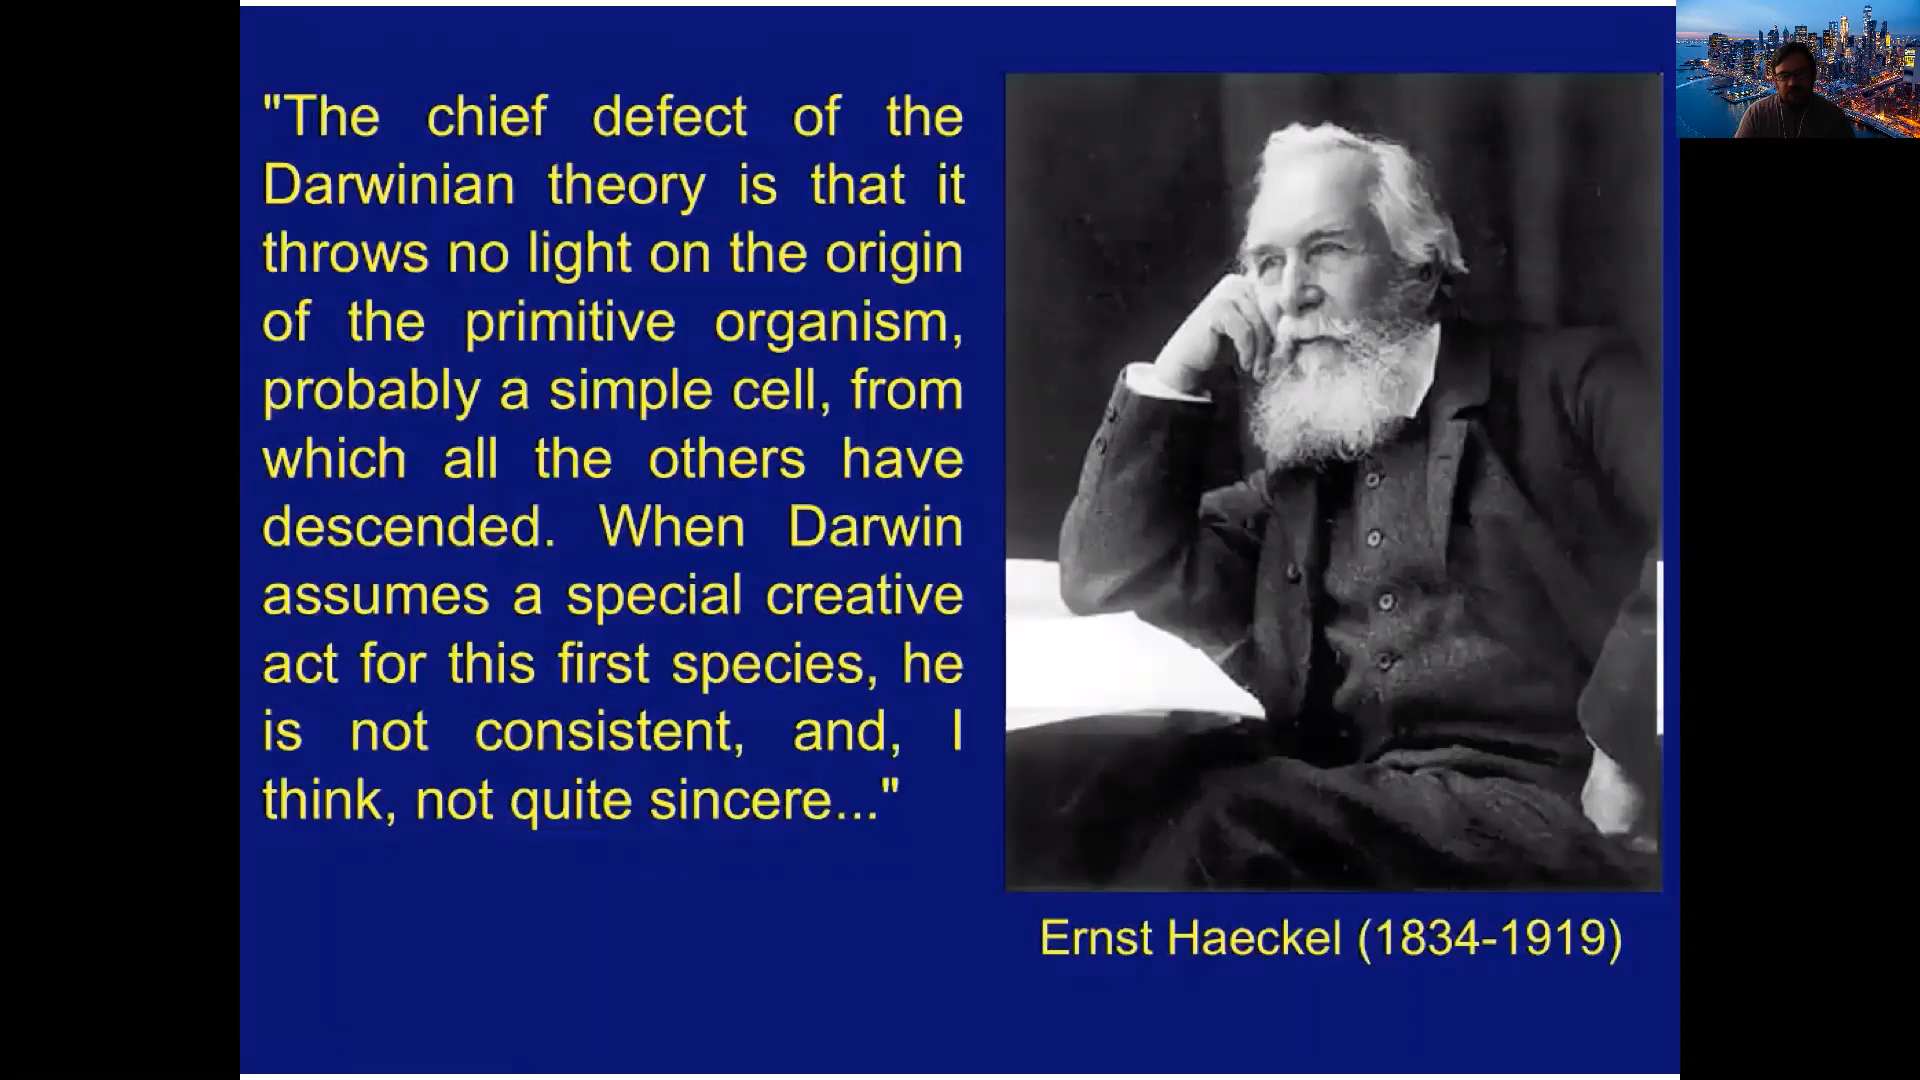 "The chief defect of the
Darwinian theory is that it
throws no light on the origin
of the primitive organism,
probably a simple cell, from
which all the others have
descended. When Darwin
assumes a special creative
act for this first species, he
is not consistent, and, I
think, not quite sincere..."
Ernst Haeckel (1834-1919)